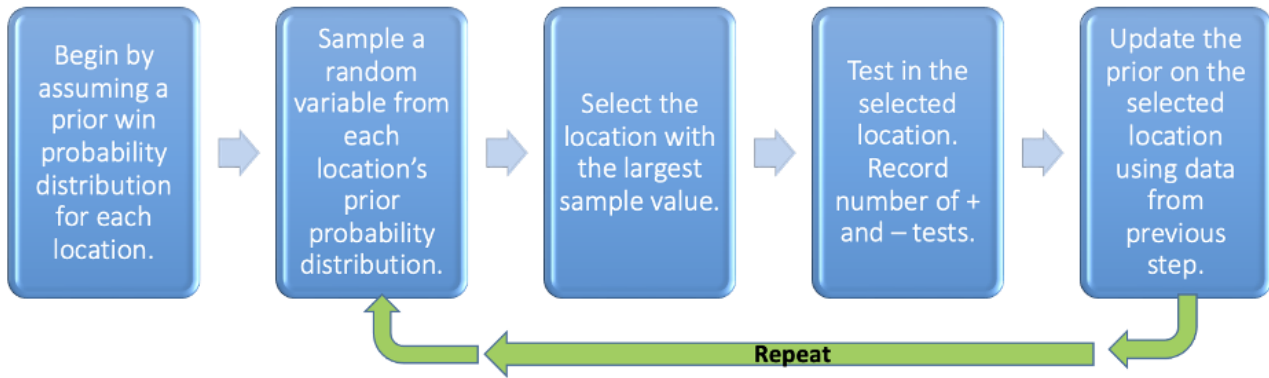 Begin by
assuming a
prior win
probability
distribution
for each
location.
Sample a
random
variable from
each
location's
prior
probability
distribution.
Select the
location with
the largest
sample value.
Test in the
selected
location.
Record
number of +
and – tests.
Update the
prior on the
selected
location
using data
from
previous
step.
Repeat